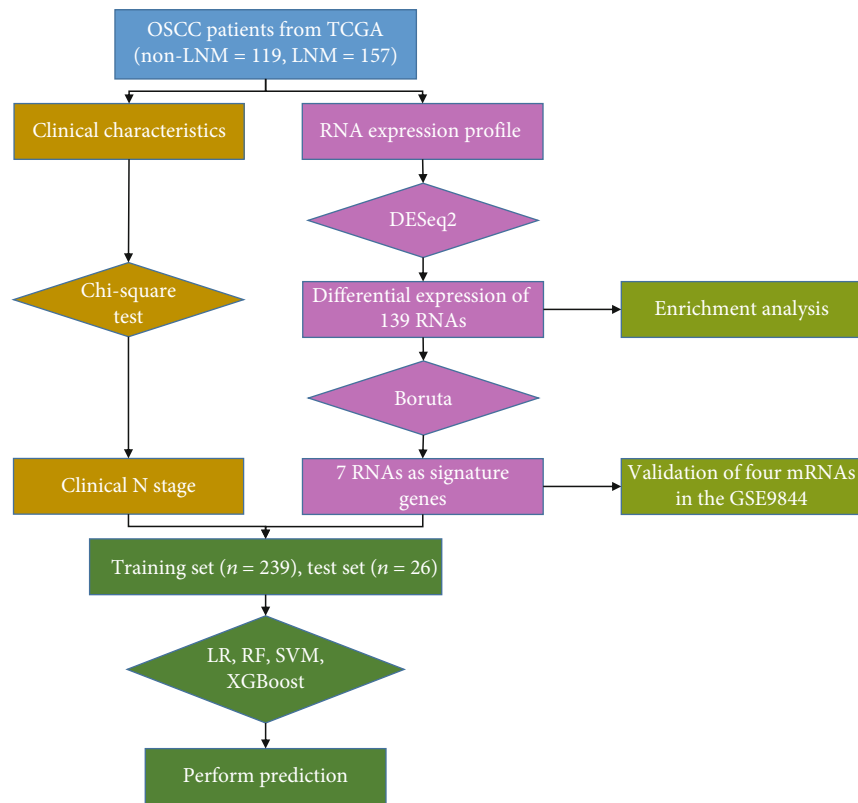 OSCC patients from TCGA
(non-LNM = 119, LNM = 157)
Clinical characteristics
RNA expression profile
DESeq2
Chi-square
test
Differential expression of
139 RNAs
Enrichment analysis
Boruta
Clinical N stage
7 RNAs as signature
genes
Validation of four mRNAs
in the GSE9844
Training set (n = 239), test set (n = 26)
LR, RF, SVM,
XGBoost
Perform prediction